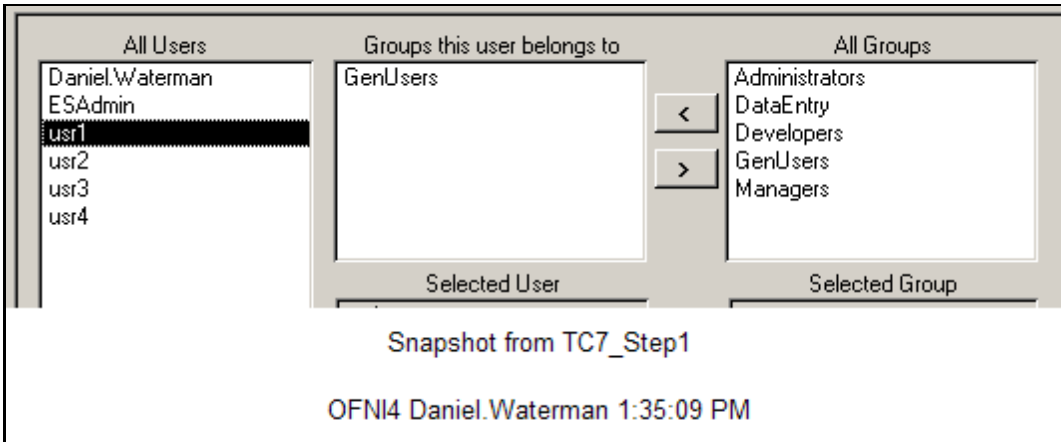 All Users
Daniel.Waterman
ESAdmin
usr1
usr2
usr3
usr4
Groups this user belongs to
GenUsers
<
>
All Groups
Administrators
DataEntry
Developers
GenUsers
Managers
Selected User
Selected Group
Snapshot from TC7_Step1
OFNI4 Daniel.Waterman 1:35:09 PM